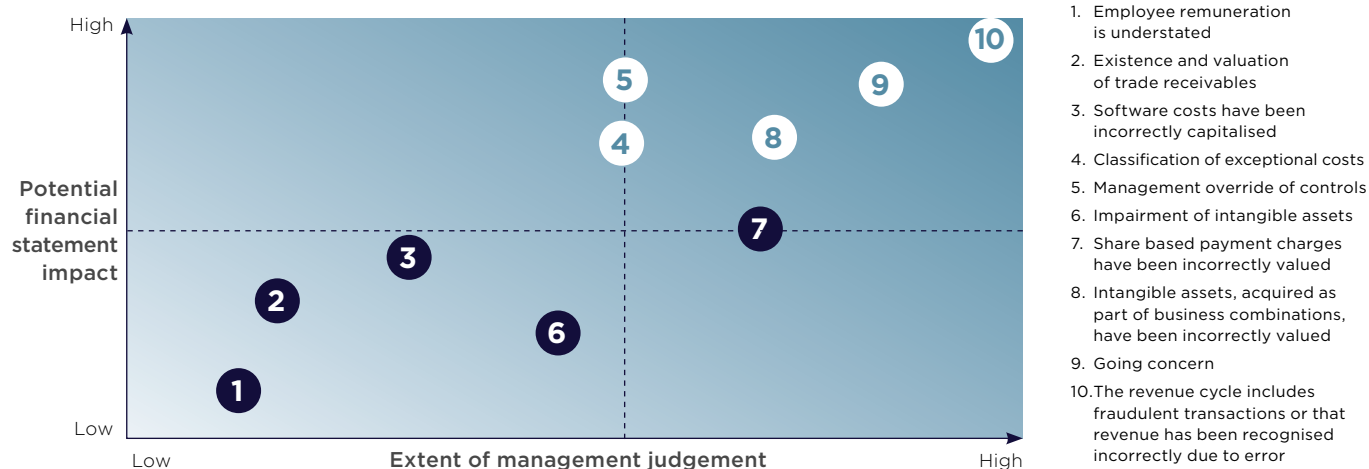 High
Potential
financial
statement
impact
Low
Low
Extent of management judgement
High
10
5
9
4
8
7
3
2
6
1
1. Employee remuneration
is understated
2. Existence and valuation
of trade receivables
3. Software costs have been
incorrectly capitalised
4. Classification of exceptional costs
5. Management override of controls
6. Impairment of intangible assets
7. Share based payment charges
have been incorrectly valued
8. Intangible assets, acquired as
part of business combinations,
have been incorrectly valued
9. Going concern
10.The revenue cycle includes
fraudulent transactions or that
revenue has been recognised
incorrectly due to error